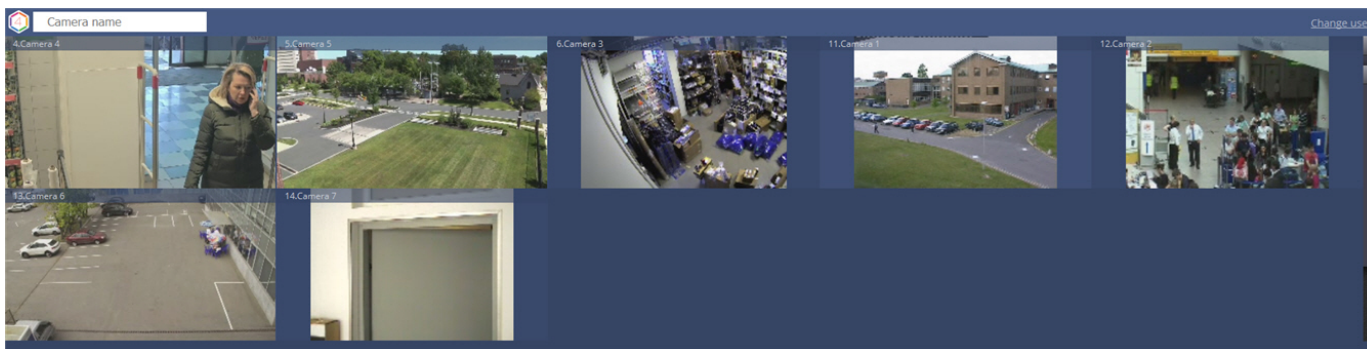 4
Camera name
Change use
4.Camera 4
5.Camera 5
6.Camera 3
11.Camera 1
12.Camera 2
13.Camera 6
14.Camera 7